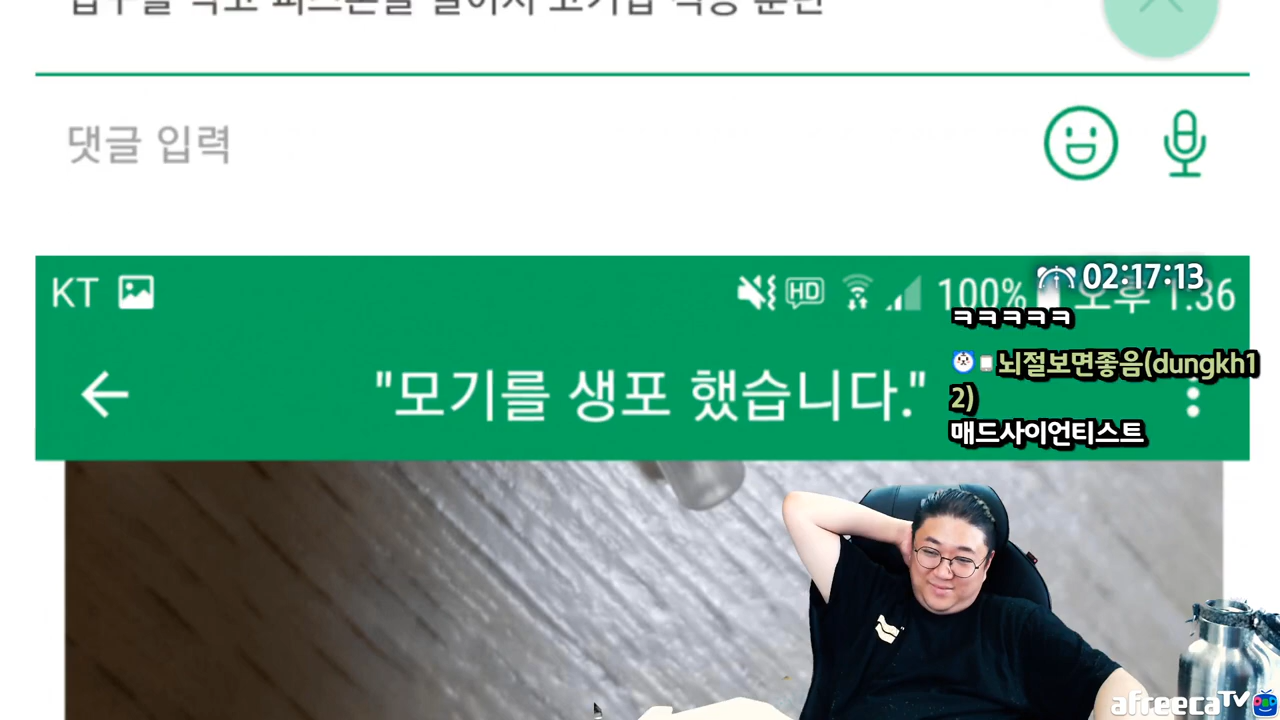 댓글 입력
KT
HD
100%
오후 1:36
02:17:13
ㅋㅋㅋㅋㅋ
"모기를 생포 했습니다."
뇌절보면좋음(dungkh1
2)
매드사이언티스트
afreecaTV